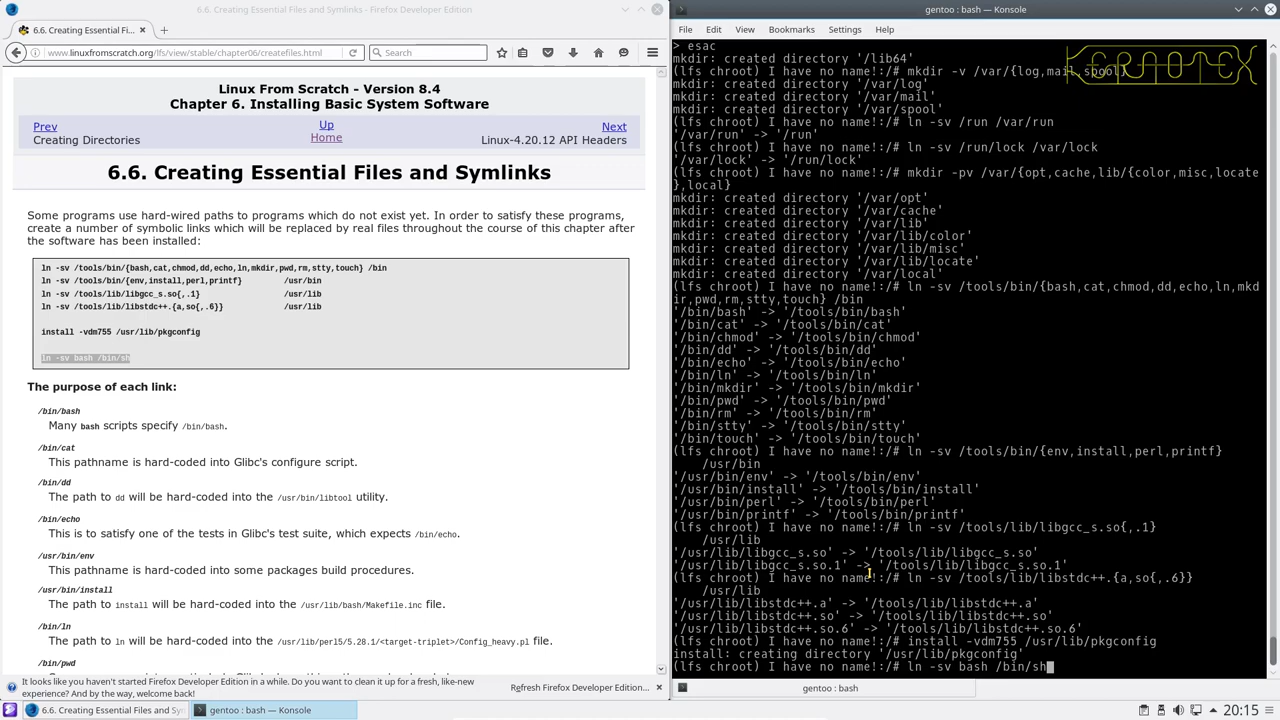 6.6. Creating Essential Files and Symlinks - Firefox Developer Edition
6.6. Creating Essential Fi...
www.linuxfromscratch.org/lfs/view/stable/chapter06/createfiles.html
Search
Linux From Scratch - Version 8.4
Chapter 6. Installing Basic System Software
Prev
Up
Next
Creating Directories
Home
Linux-4.20.12 API Headers
6.6. Creating Essential Files and Symlinks
Some programs use hard-wired paths to programs which do not exist yet. In order to satisfy these programs,
create a number of symbolic links which will be replaced by real files throughout the course of this chapter after
the software has been installed:
ln -sv /tools/bin/{bash,cat,chmod,dd,echo,ln,mkdir,pwd,rm,stty,touch} /bin
ln -sv /tools/bin/{env,install,perl,printf}         /usr/bin
ln -sv /tools/lib/libgcc_s.so{,.1}                  /usr/lib
ln -sv /tools/lib/libstdc++.{a,so{,.6}}             /usr/lib
install -vdm755 /usr/lib/pkgconfig
ln -sv bash /bin/sh
The purpose of each link:
/bin/bash
Many bash scripts specify /bin/bash.
/bin/cat
This pathname is hard-coded into Glibc's configure script.
/bin/dd
The path to dd will be hard-coded into the /usr/bin/libtool utility.
/bin/echo
This is to satisfy one of the tests in Glibc's test suite, which expects /bin/echo.
/usr/bin/env
This pathname is hard-coded into some packages build procedures.
/usr/bin/install
The path to install will be hard-coded into the /usr/lib/bash/Makefile.inc file.
/bin/ln
The path to ln will be hard-coded into the /usr/lib/perl5/5.28.1/<target-triplet>/Config_heavy.pl file.
/bin/pwd
It looks like you haven't started Firefox Developer Edition in a while. Do you want to clean it up for a fresh, like-new
experience? And by the way, welcome back!
Refresh Firefox Developer Edition...
gentoo : bash — Konsole
File Edit View Bookmarks Settings Help
KERNOTEX
> esac
mkdir: created directory '/lib64'
(lfs chroot) I have no name!:/# mkdir -v /var/{log,mail,spool}
mkdir: created directory '/var/log'
mkdir: created directory '/var/mail'
mkdir: created directory '/var/spool'
(lfs chroot) I have no name!:/# ln -sv /run /var/run
'/var/run' -> '/run'
(lfs chroot) I have no name!:/# ln -sv /run/lock /var/lock
'/var/lock' -> '/run/lock'
(lfs chroot) I have no name!:/# mkdir -pv /var/{opt,cache,lib/{color,misc,locate
},local}
mkdir: created directory '/var/opt'
mkdir: created directory '/var/cache'
mkdir: created directory '/var/lib'
mkdir: created directory '/var/lib/color'
mkdir: created directory '/var/lib/misc'
mkdir: created directory '/var/lib/locate'
mkdir: created directory '/var/local'
(lfs chroot) I have no name!:/# ln -sv /tools/bin/{bash,cat,chmod,dd,echo,ln,mkd
ir,pwd,rm,stty,touch} /bin
'/bin/bash' -> '/tools/bin/bash'
'/bin/cat' -> '/tools/bin/cat'
'/bin/chmod' -> '/tools/bin/chmod'
'/bin/dd' -> '/tools/bin/dd'
'/bin/echo' -> '/tools/bin/echo'
'/bin/ln' -> '/tools/bin/ln'
'/bin/mkdir' -> '/tools/bin/mkdir'
'/bin/pwd' -> '/tools/bin/pwd'
'/bin/rm' -> '/tools/bin/rm'
'/bin/stty' -> '/tools/bin/stty'
'/bin/touch' -> '/tools/bin/touch'
(lfs chroot) I have no name!:/# ln -sv /tools/bin/{env,install,perl,printf}
/usr/bin
'/usr/bin/env' -> '/tools/bin/env'
'/usr/bin/install' -> '/tools/bin/install'
'/usr/bin/perl' -> '/tools/bin/perl'
'/usr/bin/printf' -> '/tools/bin/printf'
(lfs chroot) I have no name!:/# ln -sv /tools/lib/libgcc_s.so{,.1}
/usr/lib
'/usr/lib/libgcc_s.so' -> '/tools/lib/libgcc_s.so'
'/usr/lib/libgcc_s.so.1' -> '/tools/lib/libgcc_s.so.1'
(lfs chroot) I have no name!:/# ln -sv /tools/lib/libstdc++.{a,so{,.6}}
/usr/lib
'/usr/lib/libstdc++.a' -> '/tools/lib/libstdc++.a'
'/usr/lib/libstdc++.so' -> '/tools/lib/libstdc++.so'
'/usr/lib/libstdc++.so.6' -> '/tools/lib/libstdc++.so.6'
(lfs chroot) I have no name!:/# install -vdm755 /usr/lib/pkgconfig
install: creating directory '/usr/lib/pkgconfig'
(lfs chroot) I have no name!:/# ln -sv bash /bin/sh
gentoo : bash
6.6. Creating Essential Files and Sym
gentoo : bash — Konsole
20:15